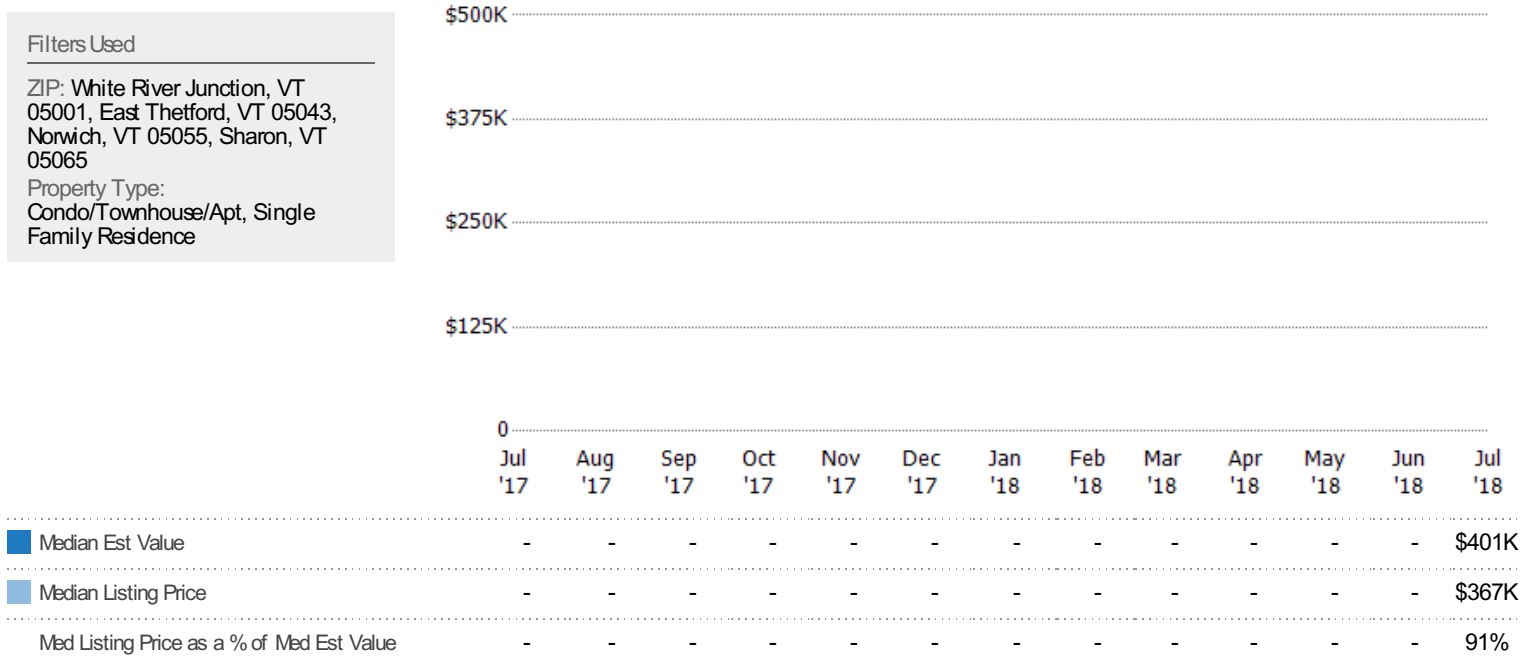 Filters Used
ZIP: White River Junction, VT
05001, East Thetford, VT 05043,
Norwich, VT 05055, Sharon, VT
05065
Property Type:
Condo/Townhouse/Apt, Single
Family Residence
$500K
$375K
$250K
$125K
0
Jul Aug Sep Oct Nov Dec Jan Feb Mar Apr May Jun Jul
'17 '17 '17 '17 '17 '17 '18 '18 '18 '18 '18 '18 '18
Median Est Value - - - - - - - - - - - - $401K
Median Listing Price - - - - - - - - - - - - $367K
Med Listing Price as a % of Med Est Value - - - - - - - - - - - - 91%